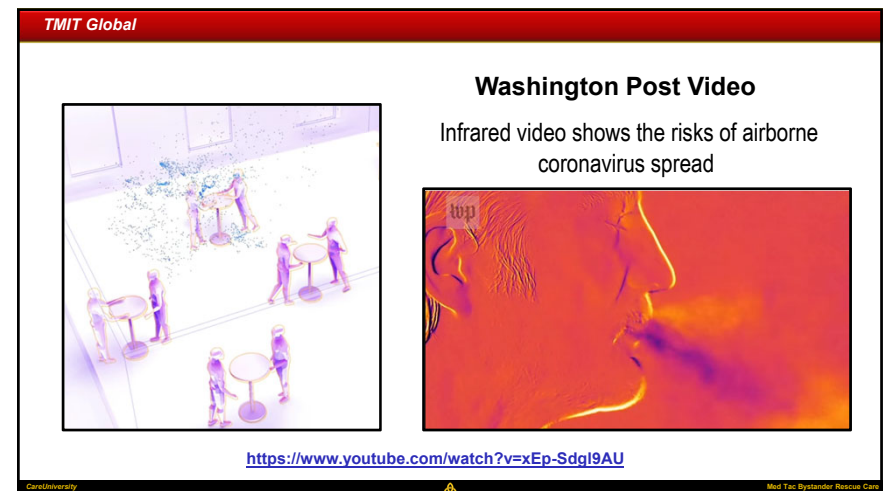 TMIT Global
Washington Post Video
Infrared video shows the risks of airborne
coronavirus spread
wp
https://www.youtube.com/watch?v=xEp-Sdgl9AU
CareUniversity
Med Tac Bystander Rescue Care